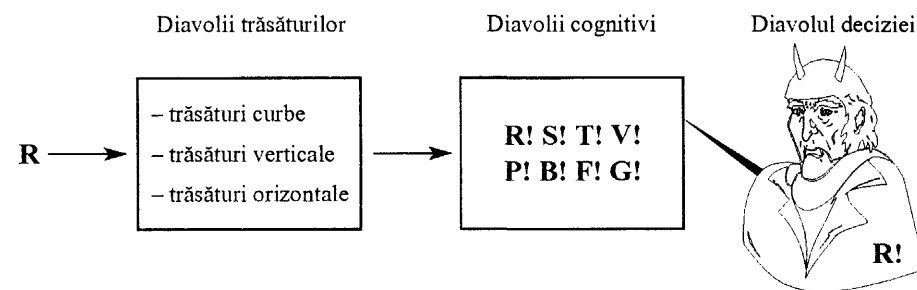 Diavolii trăsăturilor
Diavolii cognitivi
Diavolul deciziei
R
– trăsături curbe
– trăsături verticale
– trăsături orizontale
R! S! T! V!
P! B! F! G!
R!